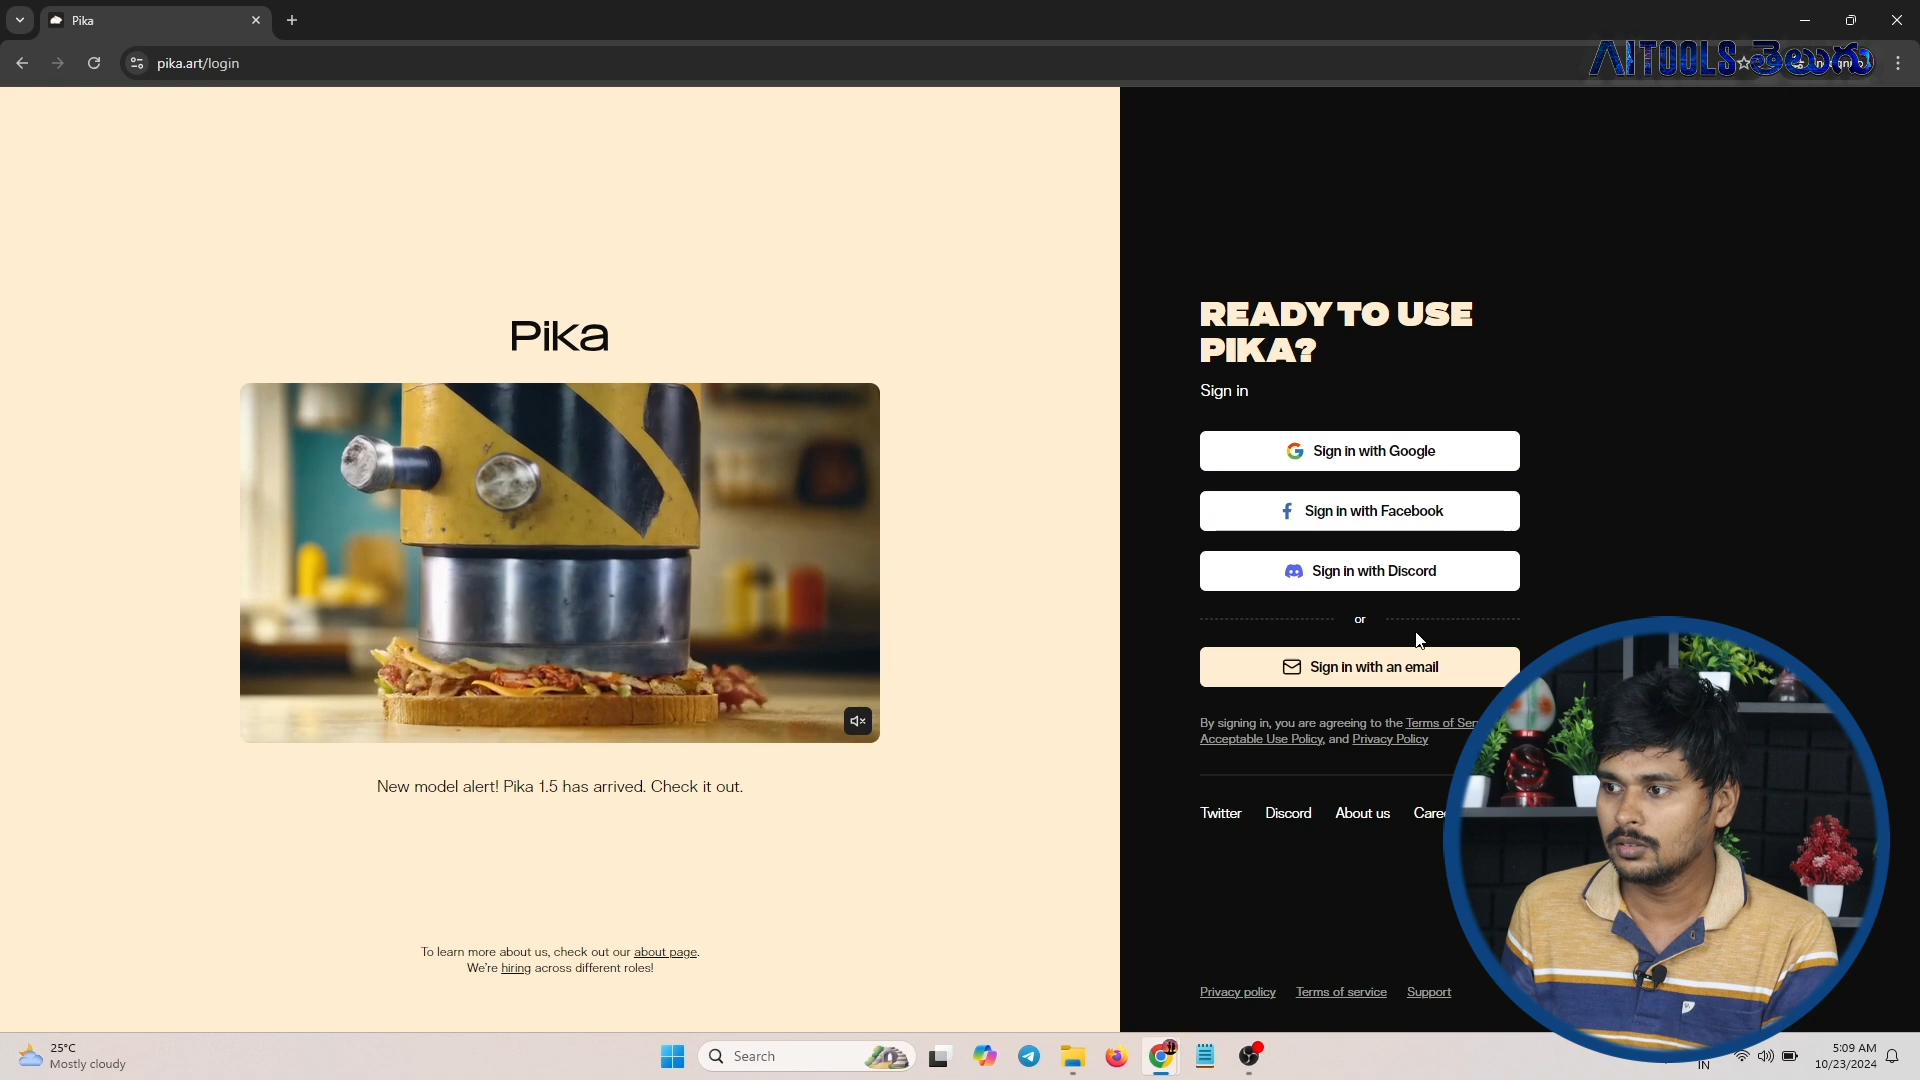 Pika
pika.art/login
AITOOLS తెలుగు
Pika
New model alert! Pika 1.5 has arrived. Check it out.
To learn more about us, check out our about page.
We're hiring across different roles!
READY TO USE
PIKA?
Sign in
Sign in with Google
Sign in with Facebook
Sign in with Discord
or
Sign in with an email
By signing in, you are agreeing to the Terms of
Acceptable Use Policy, and Privacy Policy
Twitter Discord About us
Privacy policy Terms of service Support
25°C
Mostly cloudy
Search
IN
5:09 AM
10/23/2024